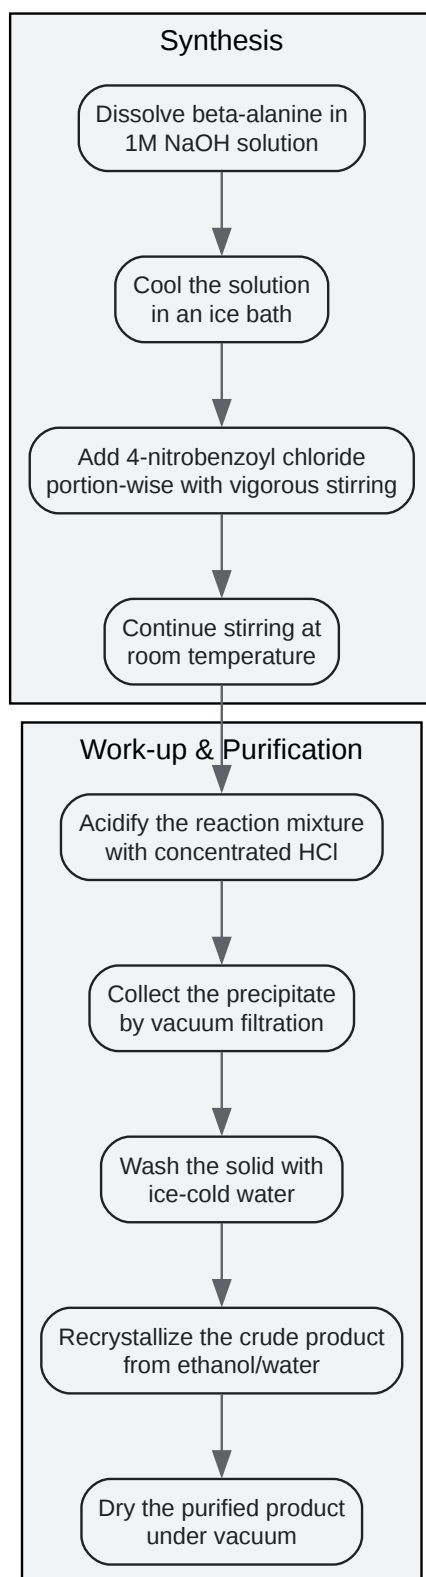 Synthesis
Dissolve beta-alanine in
1M NaOH solution
Cool the solution
in an ice bath
Add 4-nitrobenzoyl chloride
portion-wise with vigorous stirring
Continue stirring at
room temperature
Work-up & Purification
Acidify the reaction mixture
with concentrated HCl
Collect the precipitate
by vacuum filtration
Wash the solid with
ice-cold water
Recrystallize the crude product
from ethanol/water
Dry the purified product
under vacuum